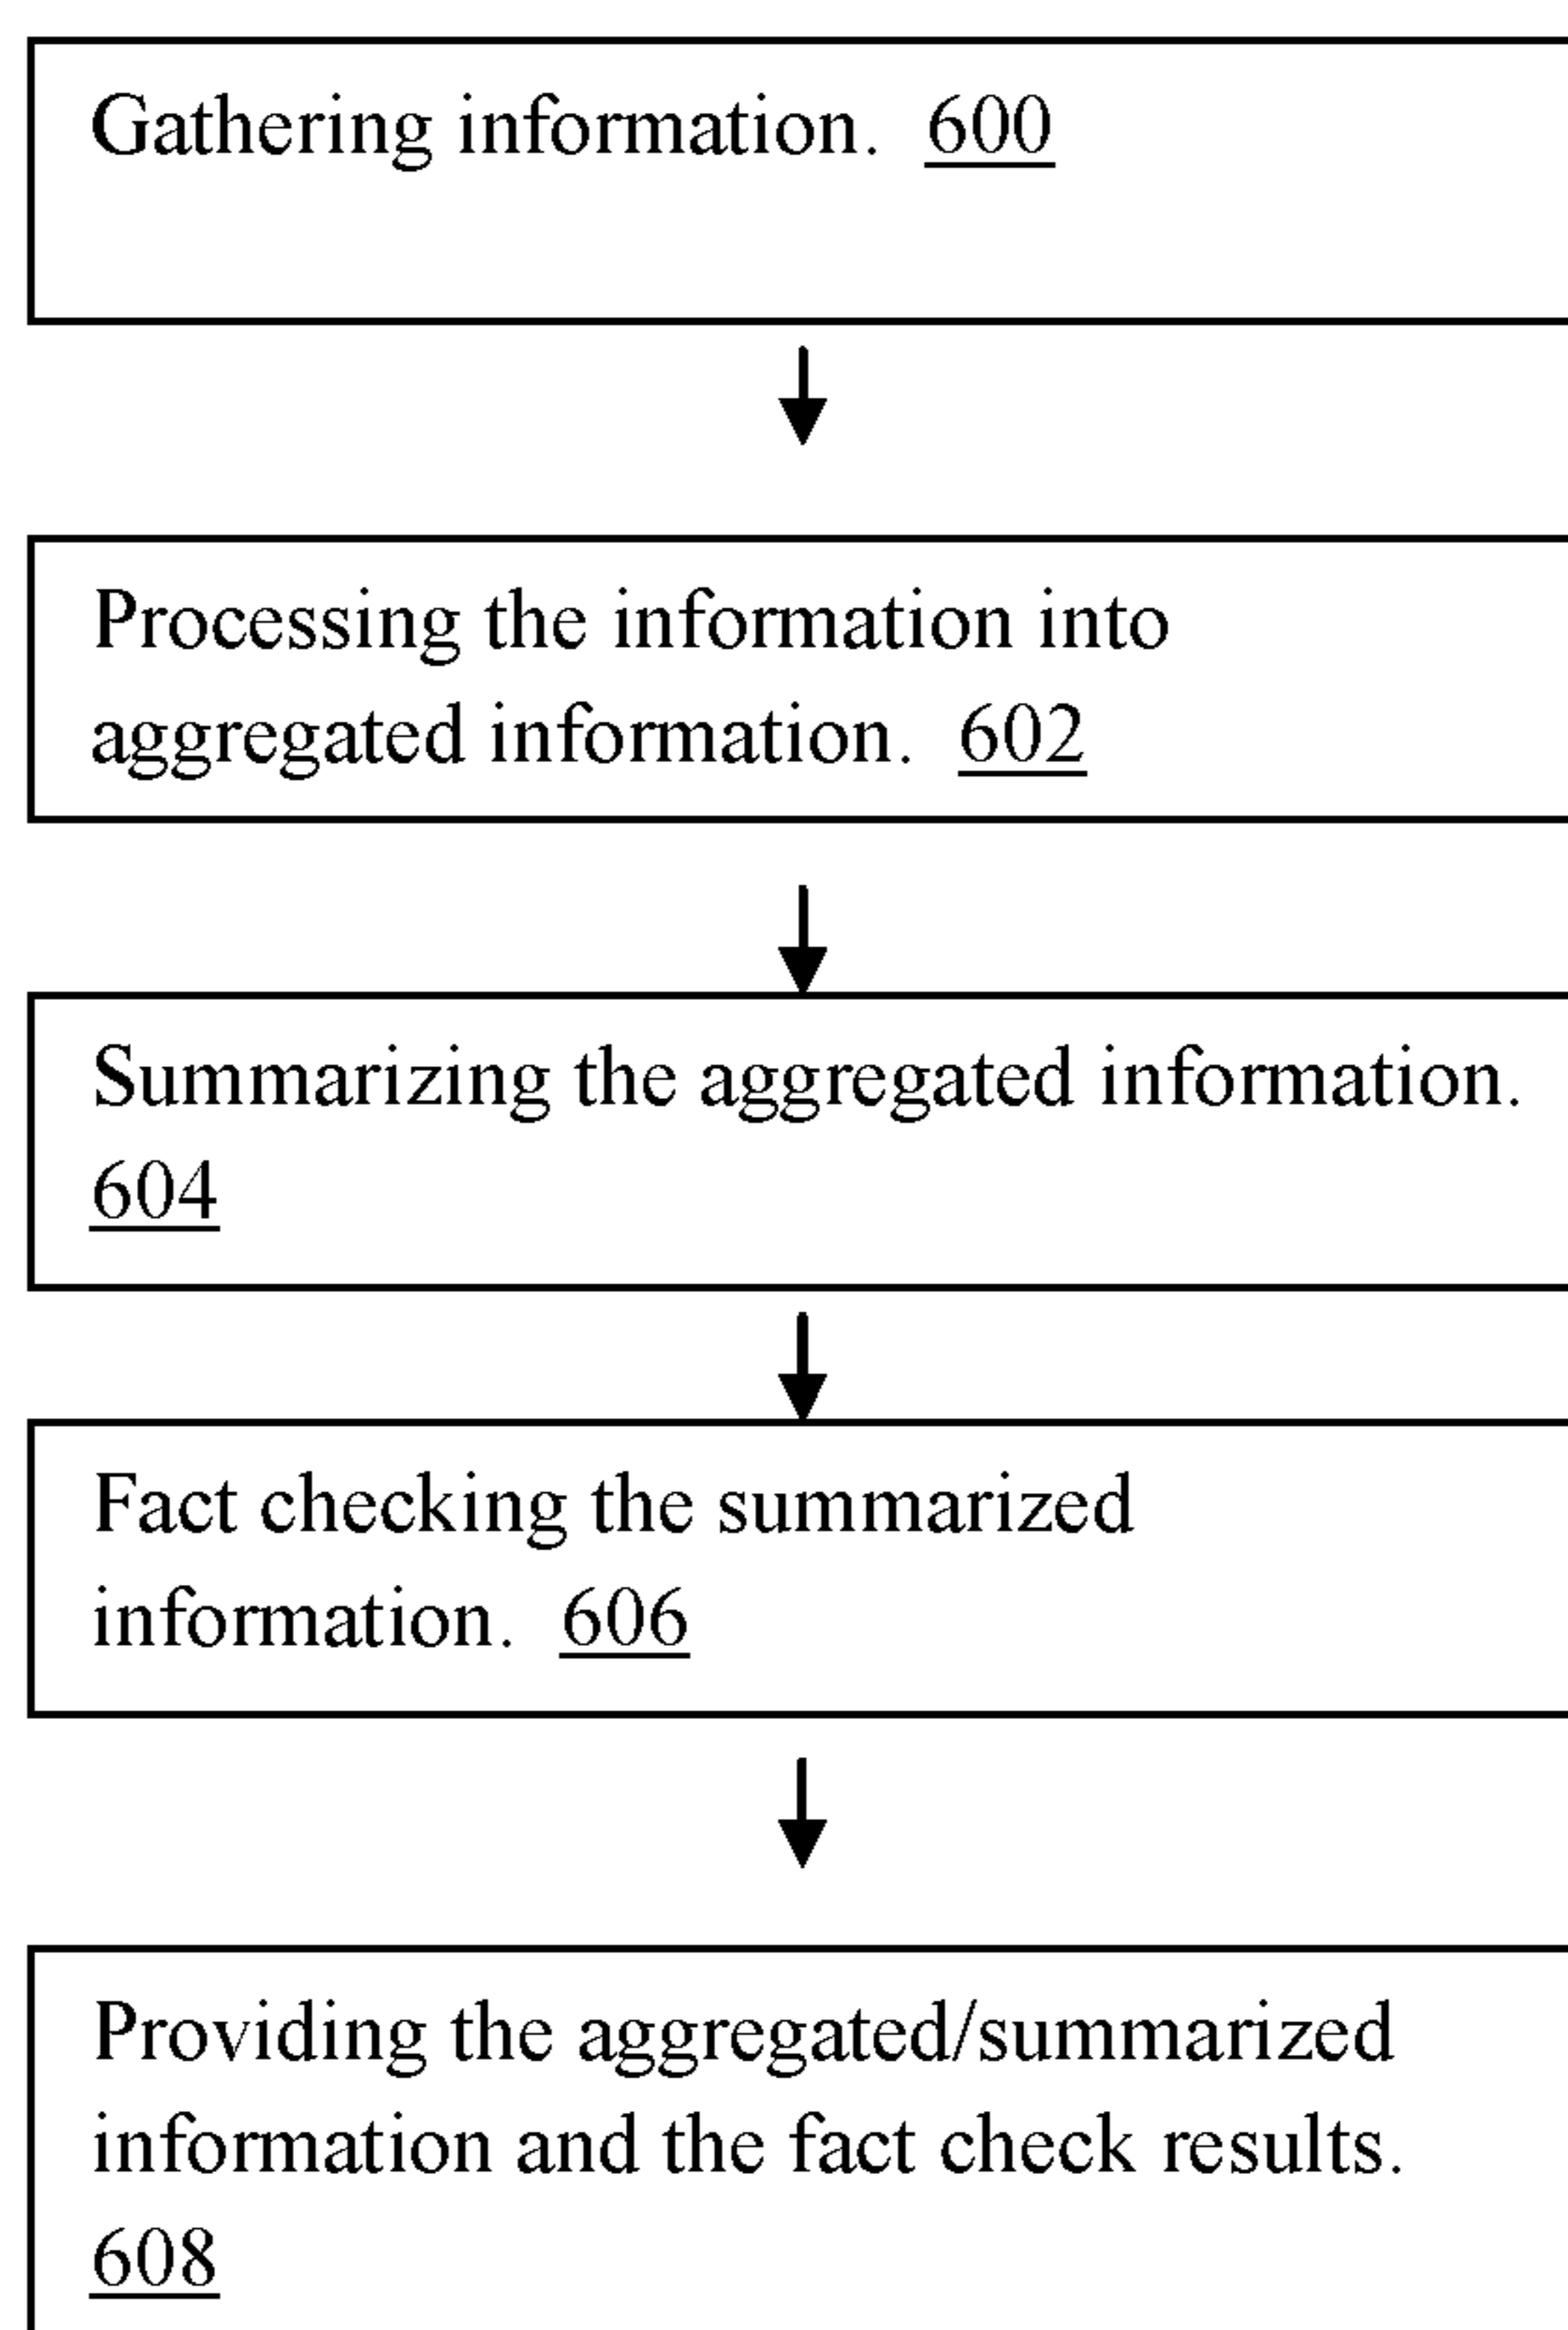 Gathering information. 600
Processing the information into
aggregated information. 602
Summarizing the aggregated information.
604
Fact checking the summarized
information. 606
Providing the aggregated/summarized
information and the fact check results.
608